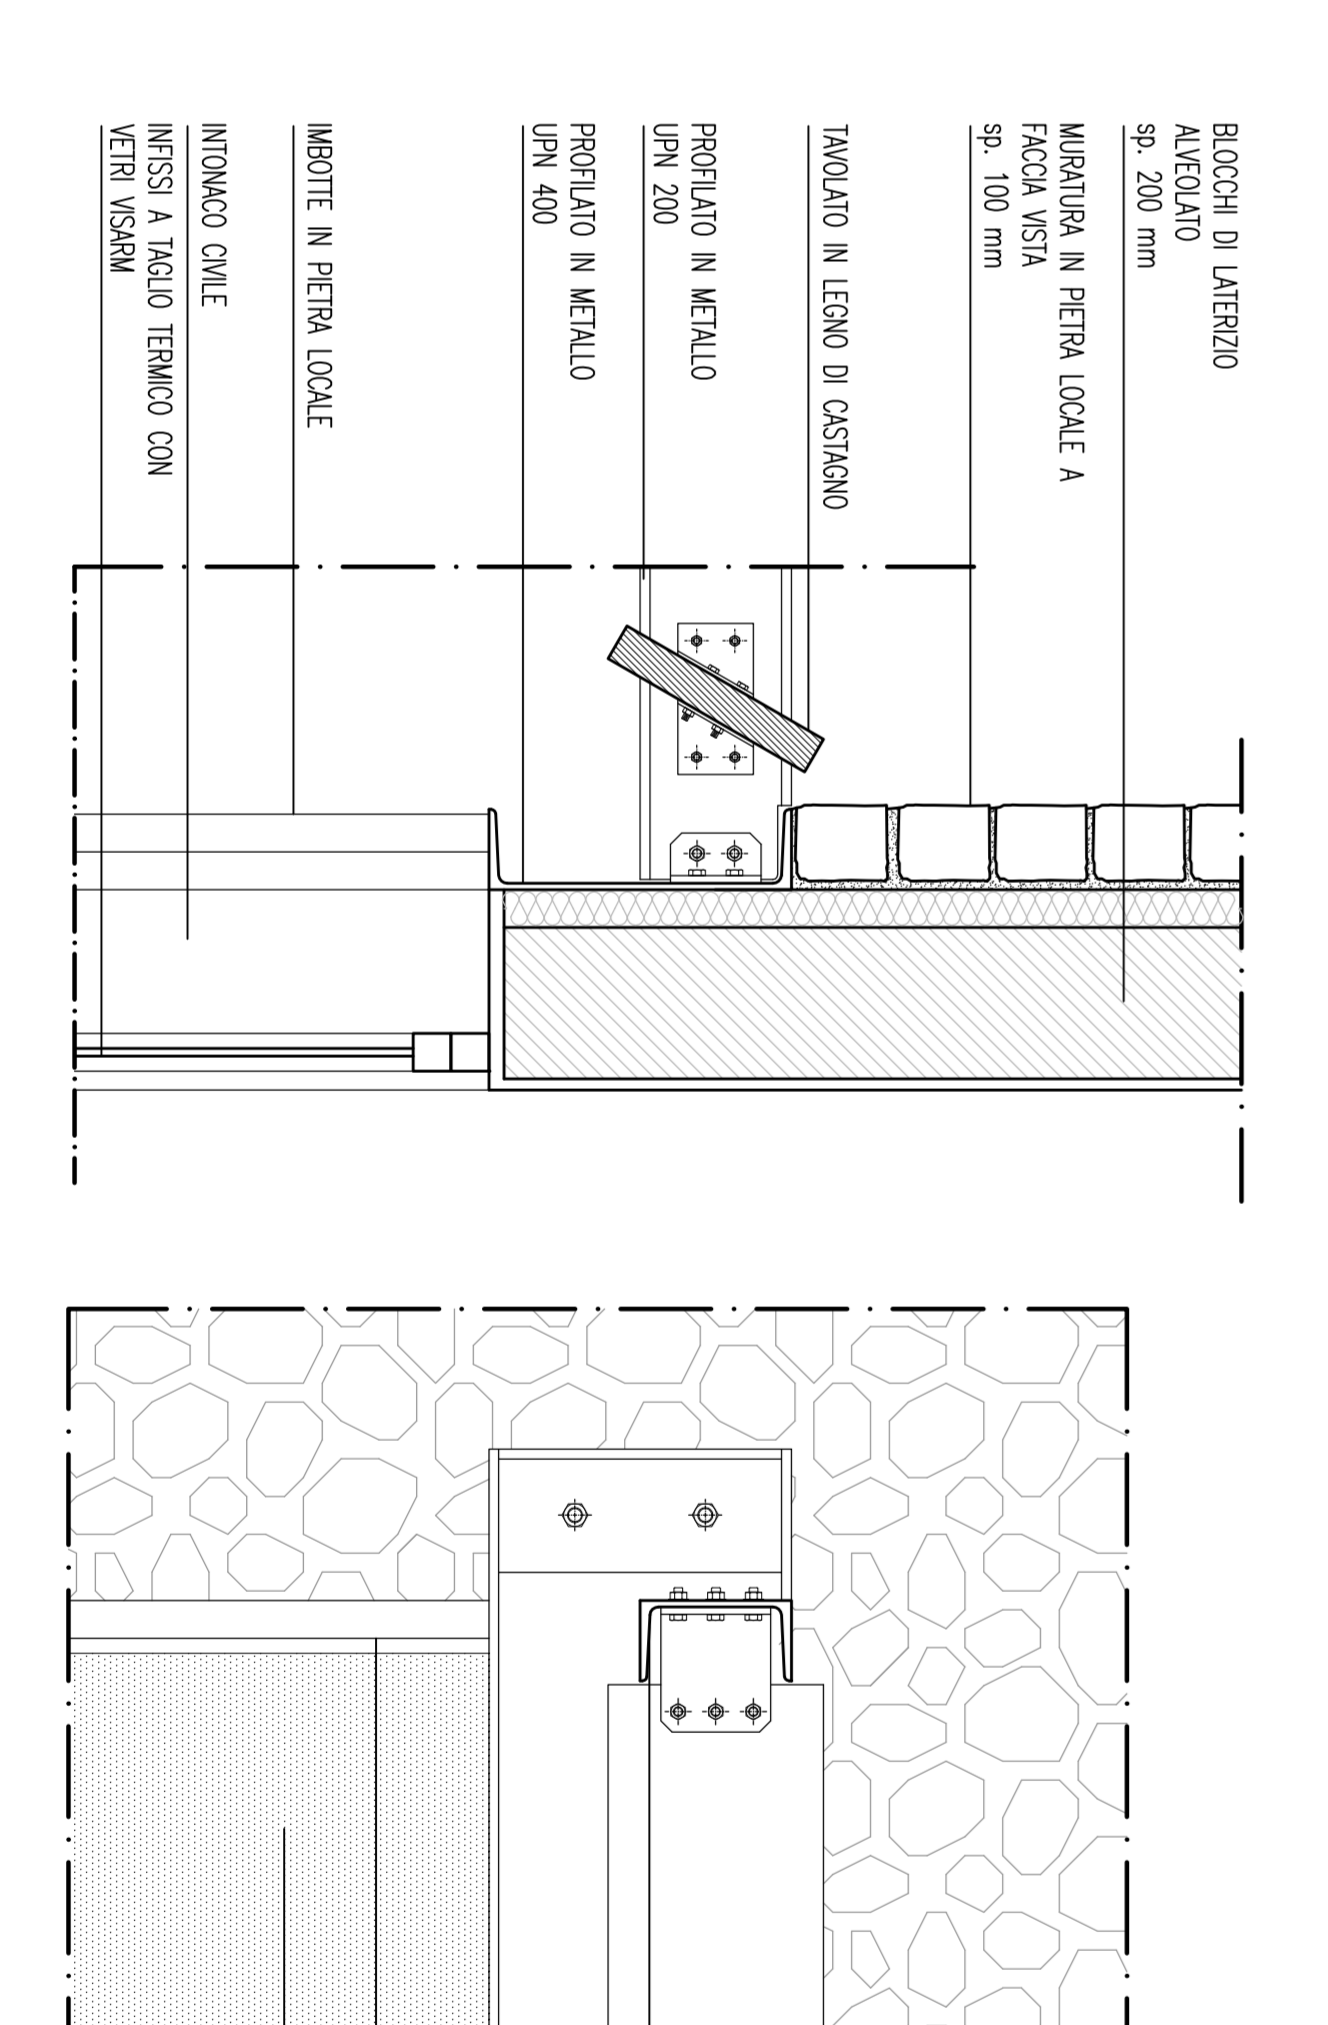 BLOCCHI DI LATERIZIO
ALVEOLATO
sp. 200 mm
MURATURA IN PIETRA LOCALE A
FACCIA VISTA
sp. 100 mm
TAVOLATO IN LEGNO DI CASTAGNO
PROFILATO IN METALLO
UPN 200
PROFILATO IN METALLO
UPN 400
IMBOTTE IN PIETRA LOCALE
INTONACO CIVILE
INFISSI A TAGLIO TERMICO CON
VETRI VISARM